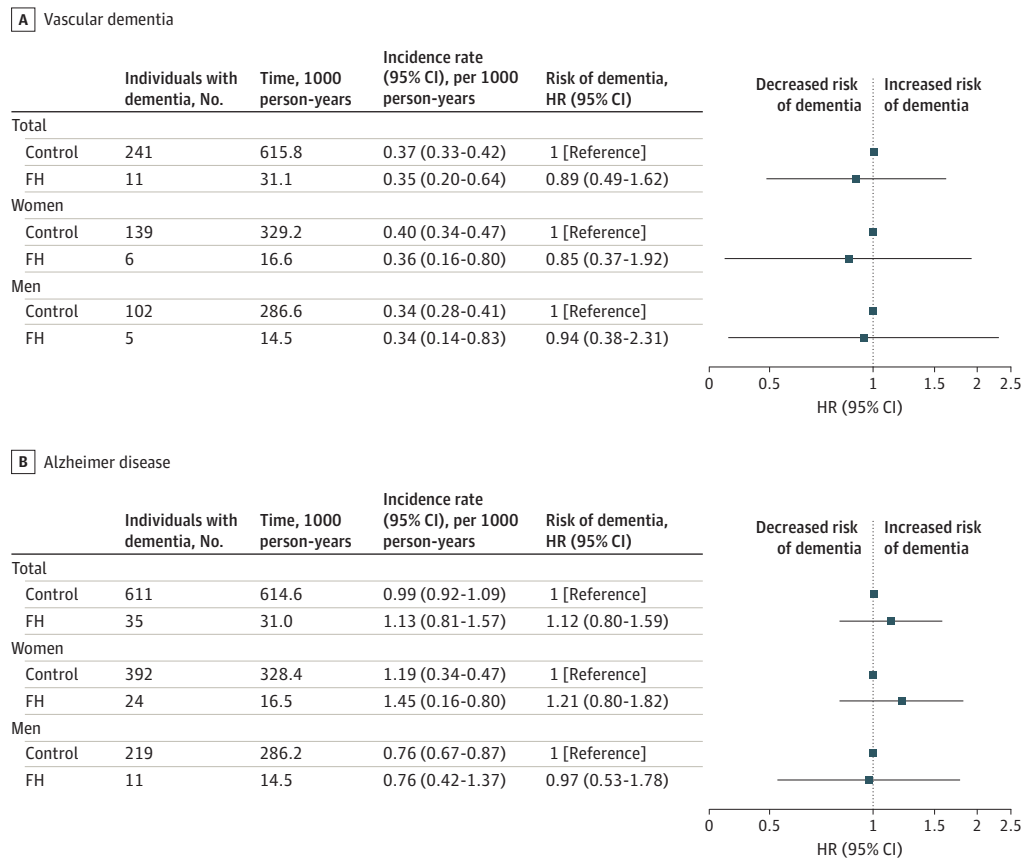 A Vascular dementia
Individuals with dementia, No. Time, 1000 person-years Incidence rate (95% CI), per 1000 person-years Risk of dementia, HR (95% CI) Decreased risk of dementia Increased risk of dementia
Total
Control 241 615.8 0.37 (0.33-0.42) 1 [Reference]
FH 11 31.1 0.35 (0.20-0.64) 0.89 (0.49-1.62)
Women
Control 139 329.2 0.40 (0.34-0.47) 1 [Reference]
FH 6 16.6 0.36 (0.16-0.80) 0.85 (0.37-1.92)
Men
Control 102 286.6 0.34 (0.28-0.41) 1 [Reference]
FH 5 14.5 0.34 (0.14-0.83) 0.94 (0.38-2.31)
0 0.5 1 1.5 2 2.5
HR (95% CI)
B Alzheimer disease
Individuals with dementia, No. Time, 1000 person-years Incidence rate (95% CI), per 1000 person-years Risk of dementia, HR (95% CI) Decreased risk of dementia Increased risk of dementia
Total
Control 611 614.6 0.99 (0.92-1.09) 1 [Reference]
FH 35 31.0 1.13 (0.81-1.57) 1.12 (0.80-1.59)
Women
Control 392 328.4 1.19 (0.34-0.47) 1 [Reference]
FH 24 16.5 1.45 (0.16-0.80) 1.21 (0.80-1.82)
Men
Control 219 286.2 0.76 (0.67-0.87) 1 [Reference]
FH 11 14.5 0.76 (0.42-1.37) 0.97 (0.53-1.78)
0 0.5 1 1.5 2 2.5
HR (95% CI)